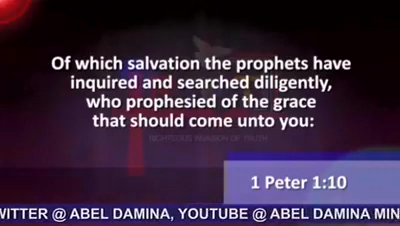 Of which salvation the prophets have
inquired and searched diligently,
who prophesied of the grace
that should come unto you:
1 Peter 1:10
WITTER @ ABEL DAMINA, YOUTUBE @ ABEL DAMINA MIN